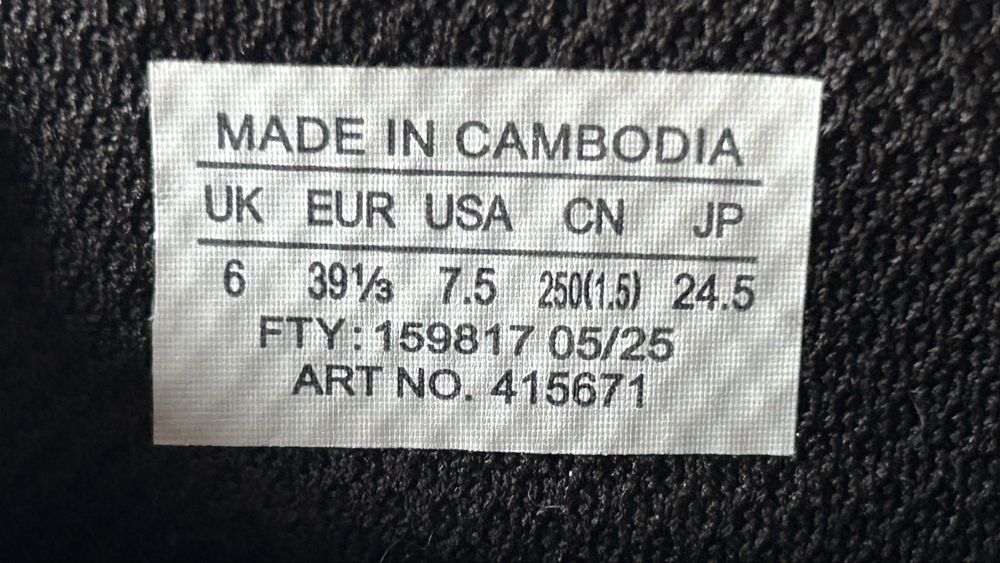 MADE IN CAMBODIA
UK EUR USA CN JP
6 39⅓ 7.5 250(1.5) 24.5
FTY: 159817 05/25
ART NO. 415671